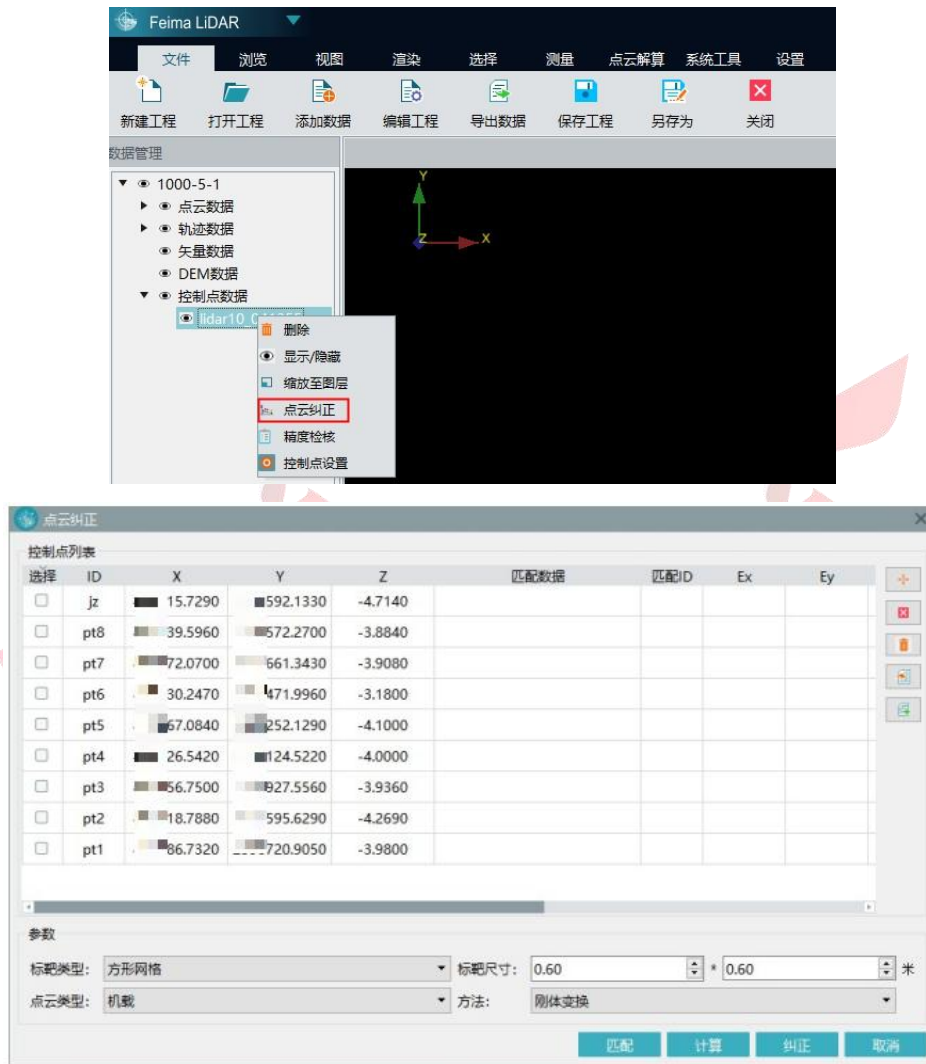 Feima LiDAR
文件 浏览 视图 渲染 选择 测量 点云解算 系统工具 设置
新建工程 打开工程 添加数据 编辑工程 导出数据 保存工程 另存为 关闭
数据管理
1000-5-1
点云数据
轨迹数据
矢量数据
DEM数据
控制点数据
删除
显示/隐藏
缩放至图层
点云纠正
精度检核
控制点设置
Y
Z X
点云纠正
控制点列表
选择 ID X Y Z 匹配数据 匹配ID Ex Ey
jz 15.7290 592.1330 -4.7140
pt8 39.5960 572.2700 -3.8840
pt7 72.0700 661.3430 -3.9080
pt6 30.2470 471.9960 -3.1800
pt5 67.0840 252.1290 -4.1000
pt4 26.5420 124.5220 -4.0000
pt3 56.7500 927.5560 -3.9360
pt2 18.7880 595.6290 -4.2690
pt1 86.7320 720.9050 -3.9800
参数
标靶类型: 方形网格 标靶尺寸: 0.60 * 0.60 米
点云类型: 机载 方法: 刚体变换
匹配 计算 纠正 取消